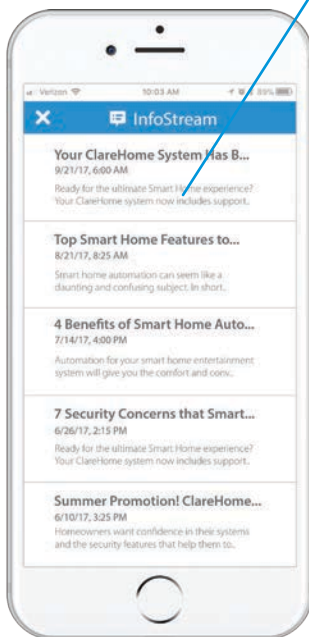 Verizon 10:03 AM 89%
InfoStream
Your ClareHome System Has B...
9/21/17, 6:00 AM
Ready for the ultimate Smart Home experience?
Your ClareHome system now includes support..
Top Smart Home Features to...
8/21/17, 8:25 AM
Smart home automation can seem like a
daunting and confusing subject. In short..
4 Benefits of Smart Home Auto...
7/14/17, 4:00 PM
Automation for your smart home entertainment
system will give you the comfort and conv..
7 Security Concerns that Smart...
6/26/17, 2:15 PM
Ready for the ultimate Smart Home experience?
Your ClareHome system now includes support..
Summer Promotion! ClareHome...
6/10/17, 3:25 PM
Homeowners want confidence in their systems
and the security features that help them to..